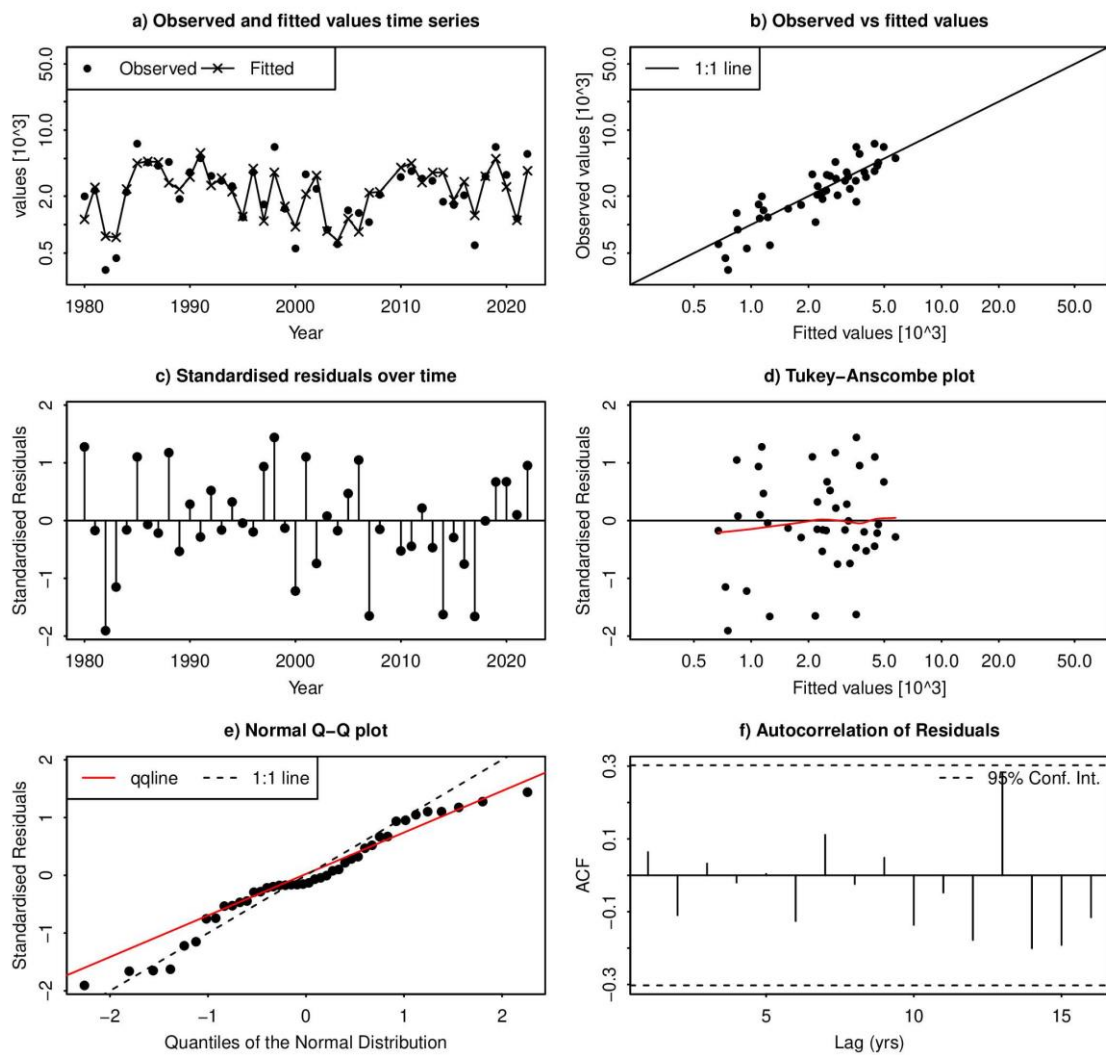 a) Observed and fitted values time series
values [10^3]
50.0
10.0
2.0
0.5
Observed
Fitted
1980
1990
2000
2010
2020
Year
b) Observed vs fitted values
Observed values [10^3]
50.0
10.0
2.0
0.5
1:1 line
0.5
1.0
2.0
5.0
10.0
20.0
50.0
Fitted values [10^3]
c) Standardised residuals over time
Standardised Residuals
2
1
0
−1
−2
1980
1990
2000
2010
2020
Year
d) Tukey−Anscombe plot
Standardised Residuals
2
1
0
−1
−2
0.5
1.0
2.0
5.0
10.0
20.0
50.0
Fitted values [10^3]
e) Normal Q−Q plot
Standardised Residuals
2
1
0
−1
−2
qqline
1:1 line
−2
−1
0
1
2
Quantiles of the Normal Distribution
f) Autocorrelation of Residuals
ACF
0.3
0.1
−0.1
−0.3
95% Conf. Int.
5
10
15
Lag (yrs)